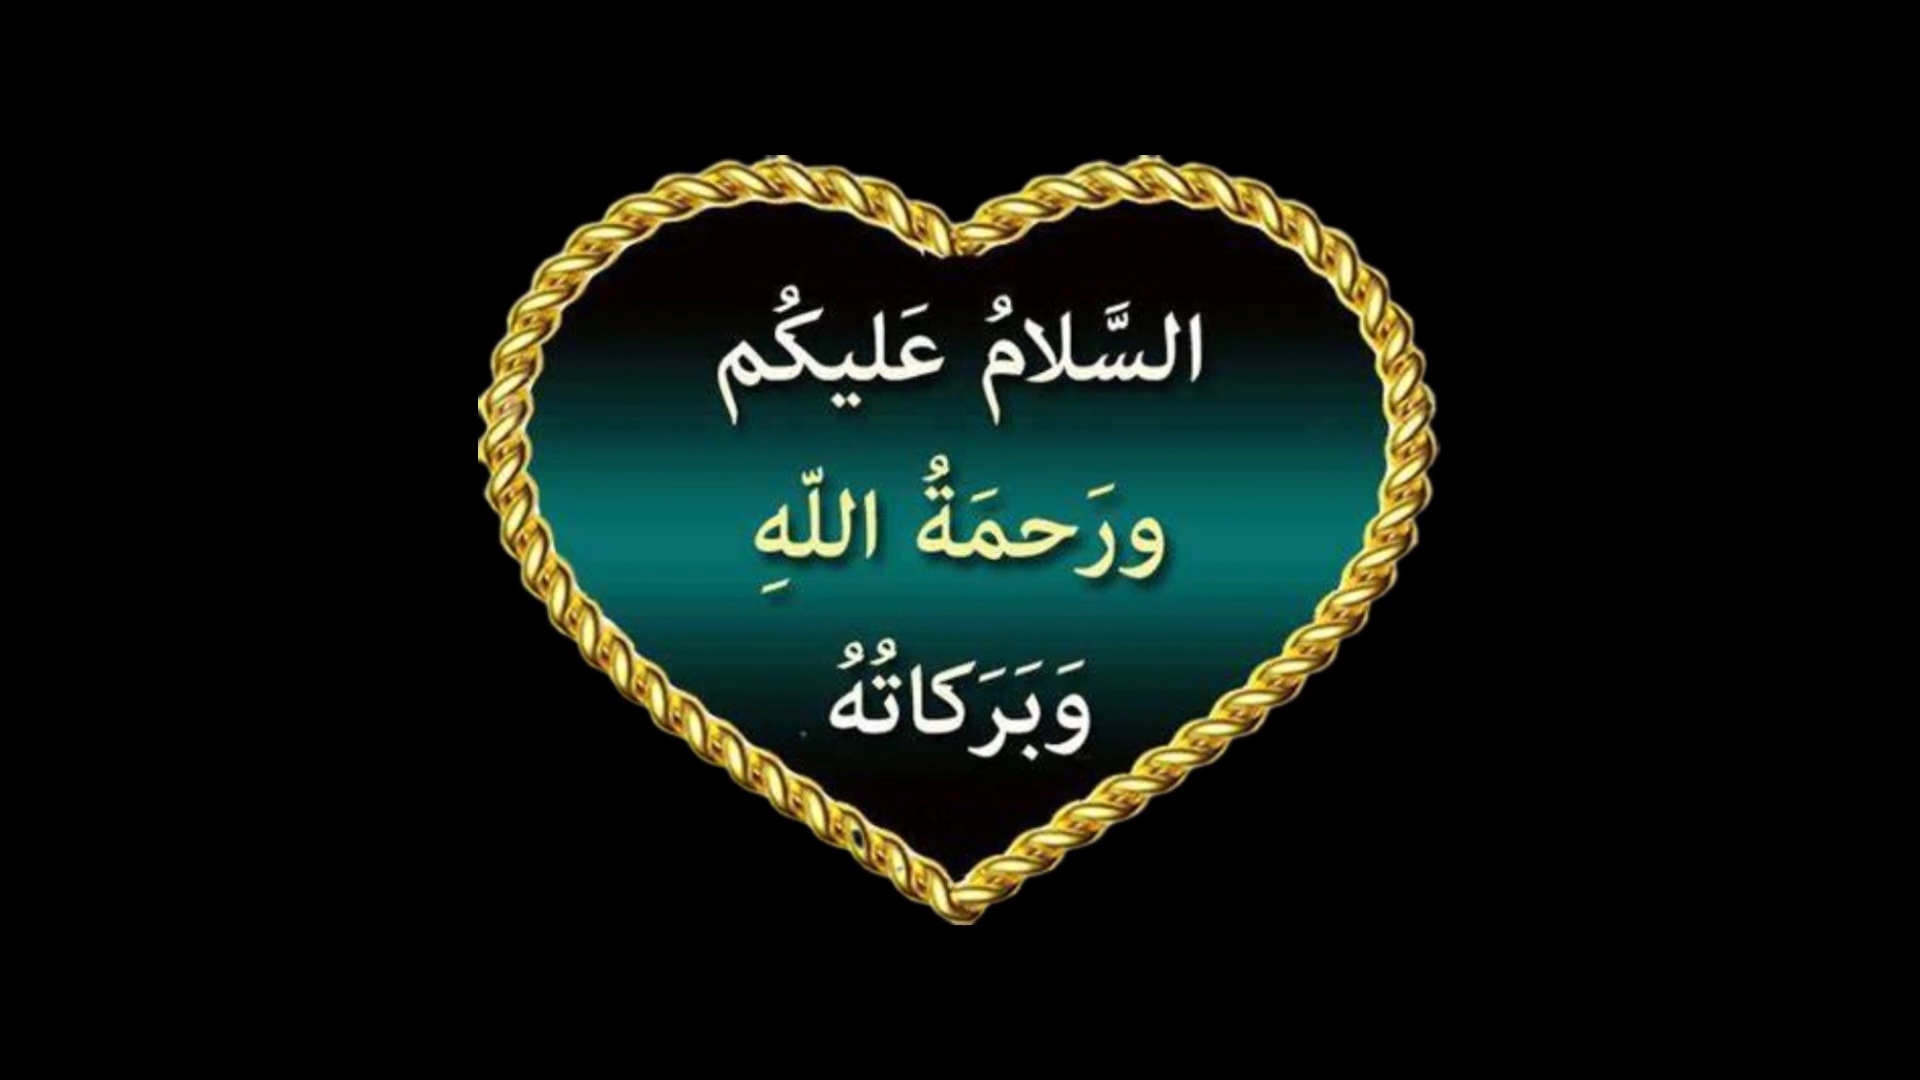 السَّلامُ عَليكُم
ورَحمَةُ اللّهِ
وَبَرَكاتُهُ